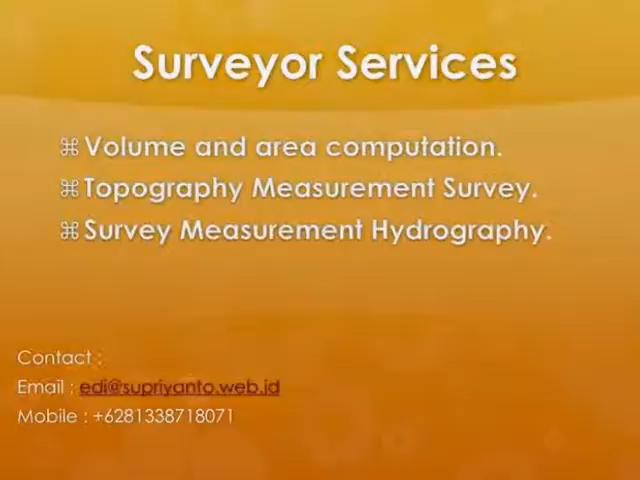 Surveyor Services
⌘ Volume and area computation.
⌘ Topography Measurement Survey.
⌘ Survey Measurement Hydrography.
Contact :
Email : edi@supriyanto.web.id
Mobile : +6281338718071